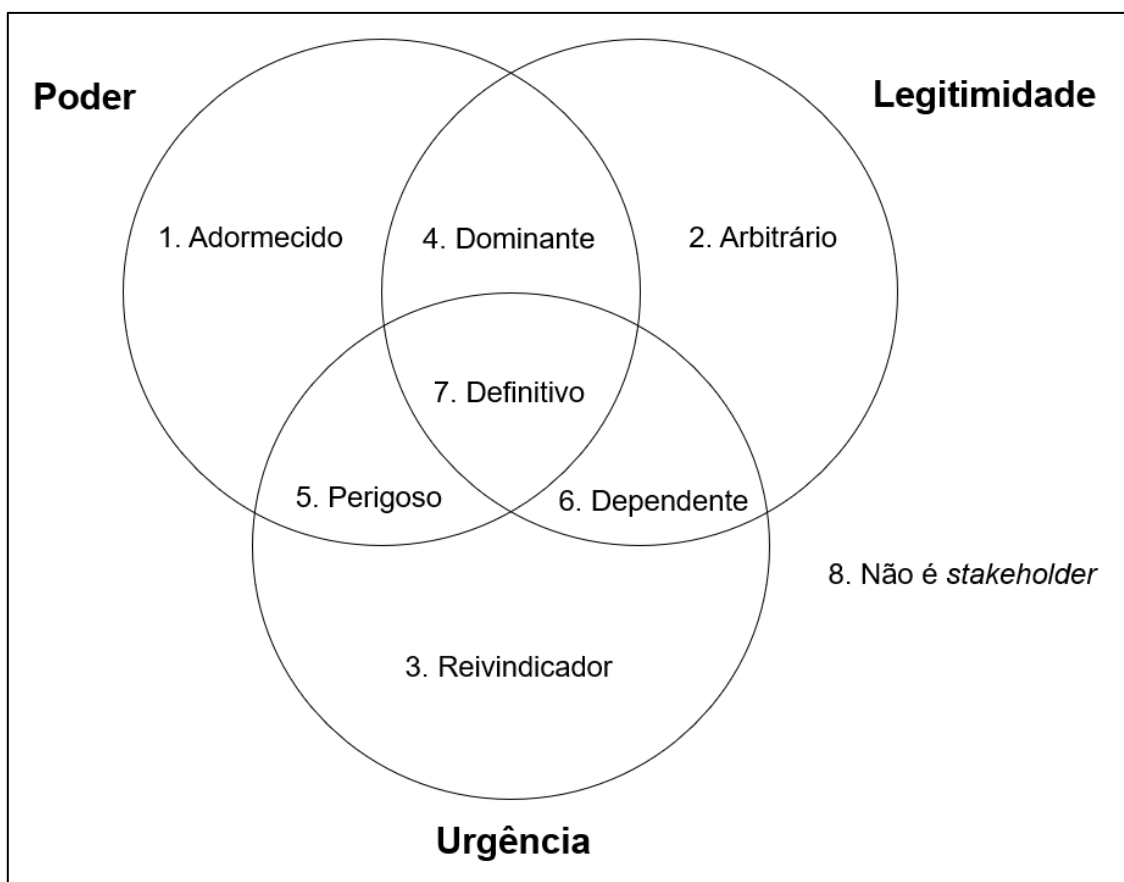 Poder
Legitimidade
1. Adormecido
4. Dominante
2. Arbitrário
7. Definitivo
5. Perigoso
6. Dependente
8. Não é stakeholder
3. Reivindicador
Urgência